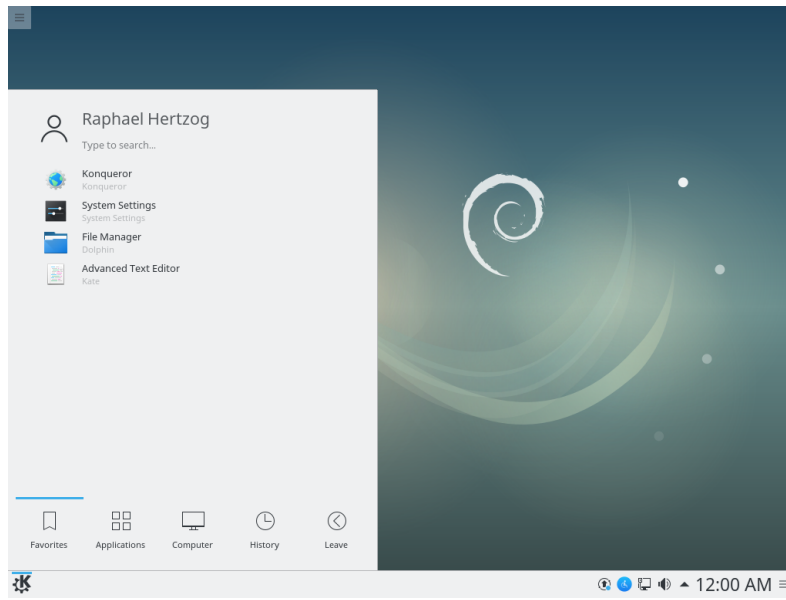 Raphael Hertzog
Type to search...
Konqueror
Konqueror
System Settings
System Settings
File Manager
Dolphin
Advanced Text Editor
Kate
Favorites Applications Computer History Leave
12:00 AM